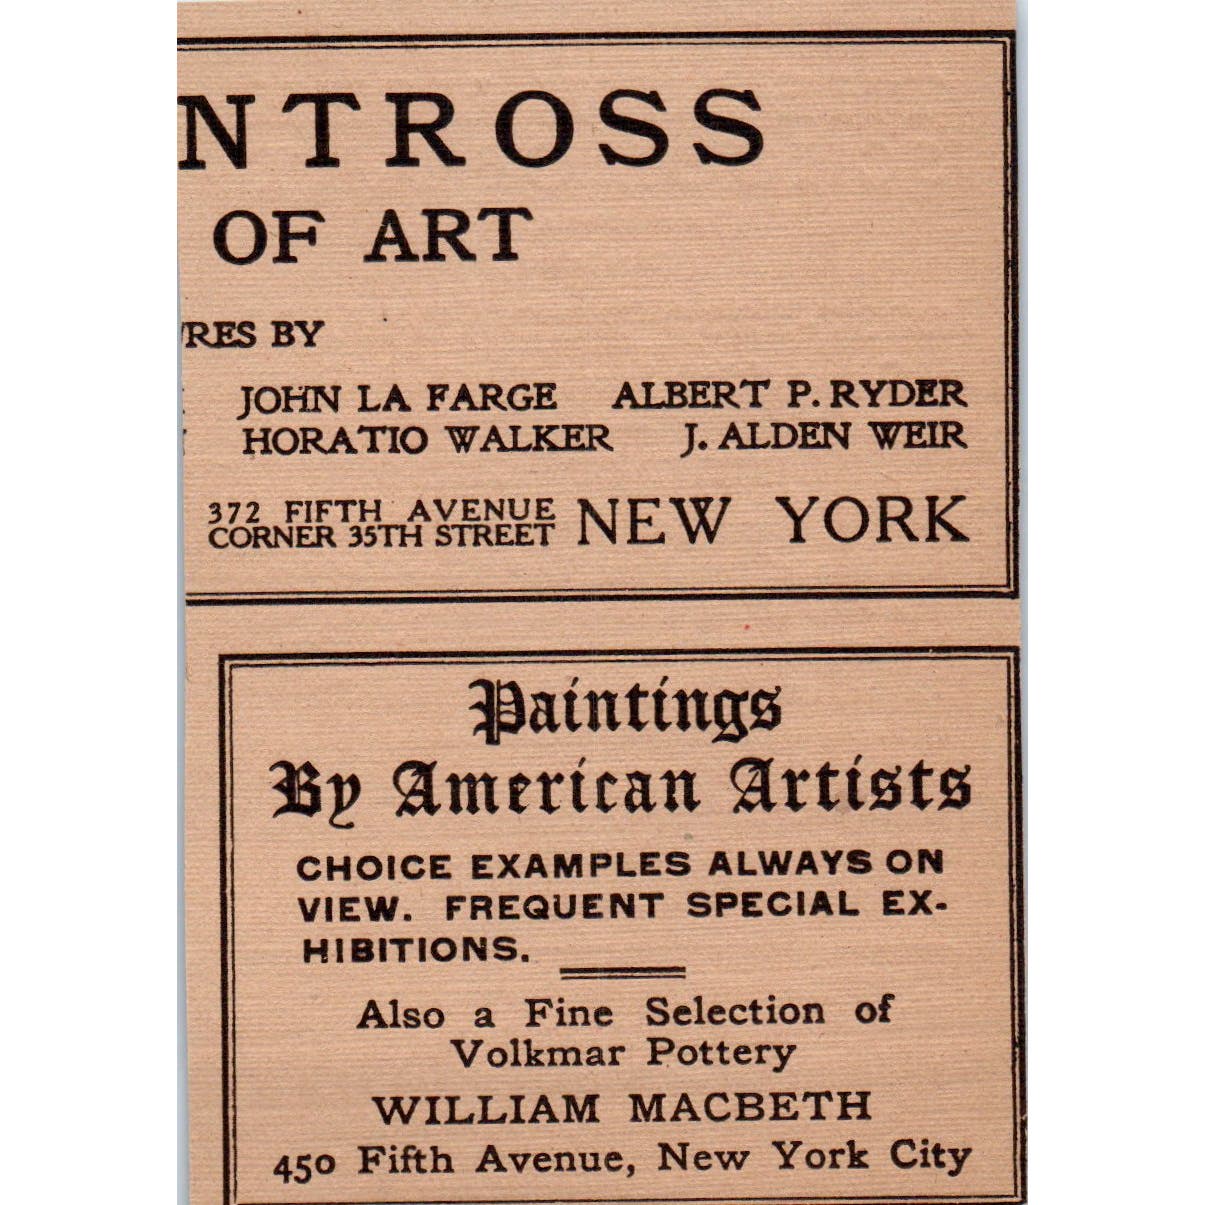 NTROSS
OF ART
RES BY
JOHN LA FARGE ALBERT P. RYDER
HORATIO WALKER J. ALDEN WEIR
372 FIFTH AVENUE
CORNER 35TH STREET NEW YORK
Paintings
By American Artists
CHOICE EXAMPLES ALWAYS ON
VIEW. FREQUENT SPECIAL EX-
HIBITIONS.
Also a Fine Selection of
Volkmar Pottery
WILLIAM MACBETH
450 Fifth Avenue, New York City